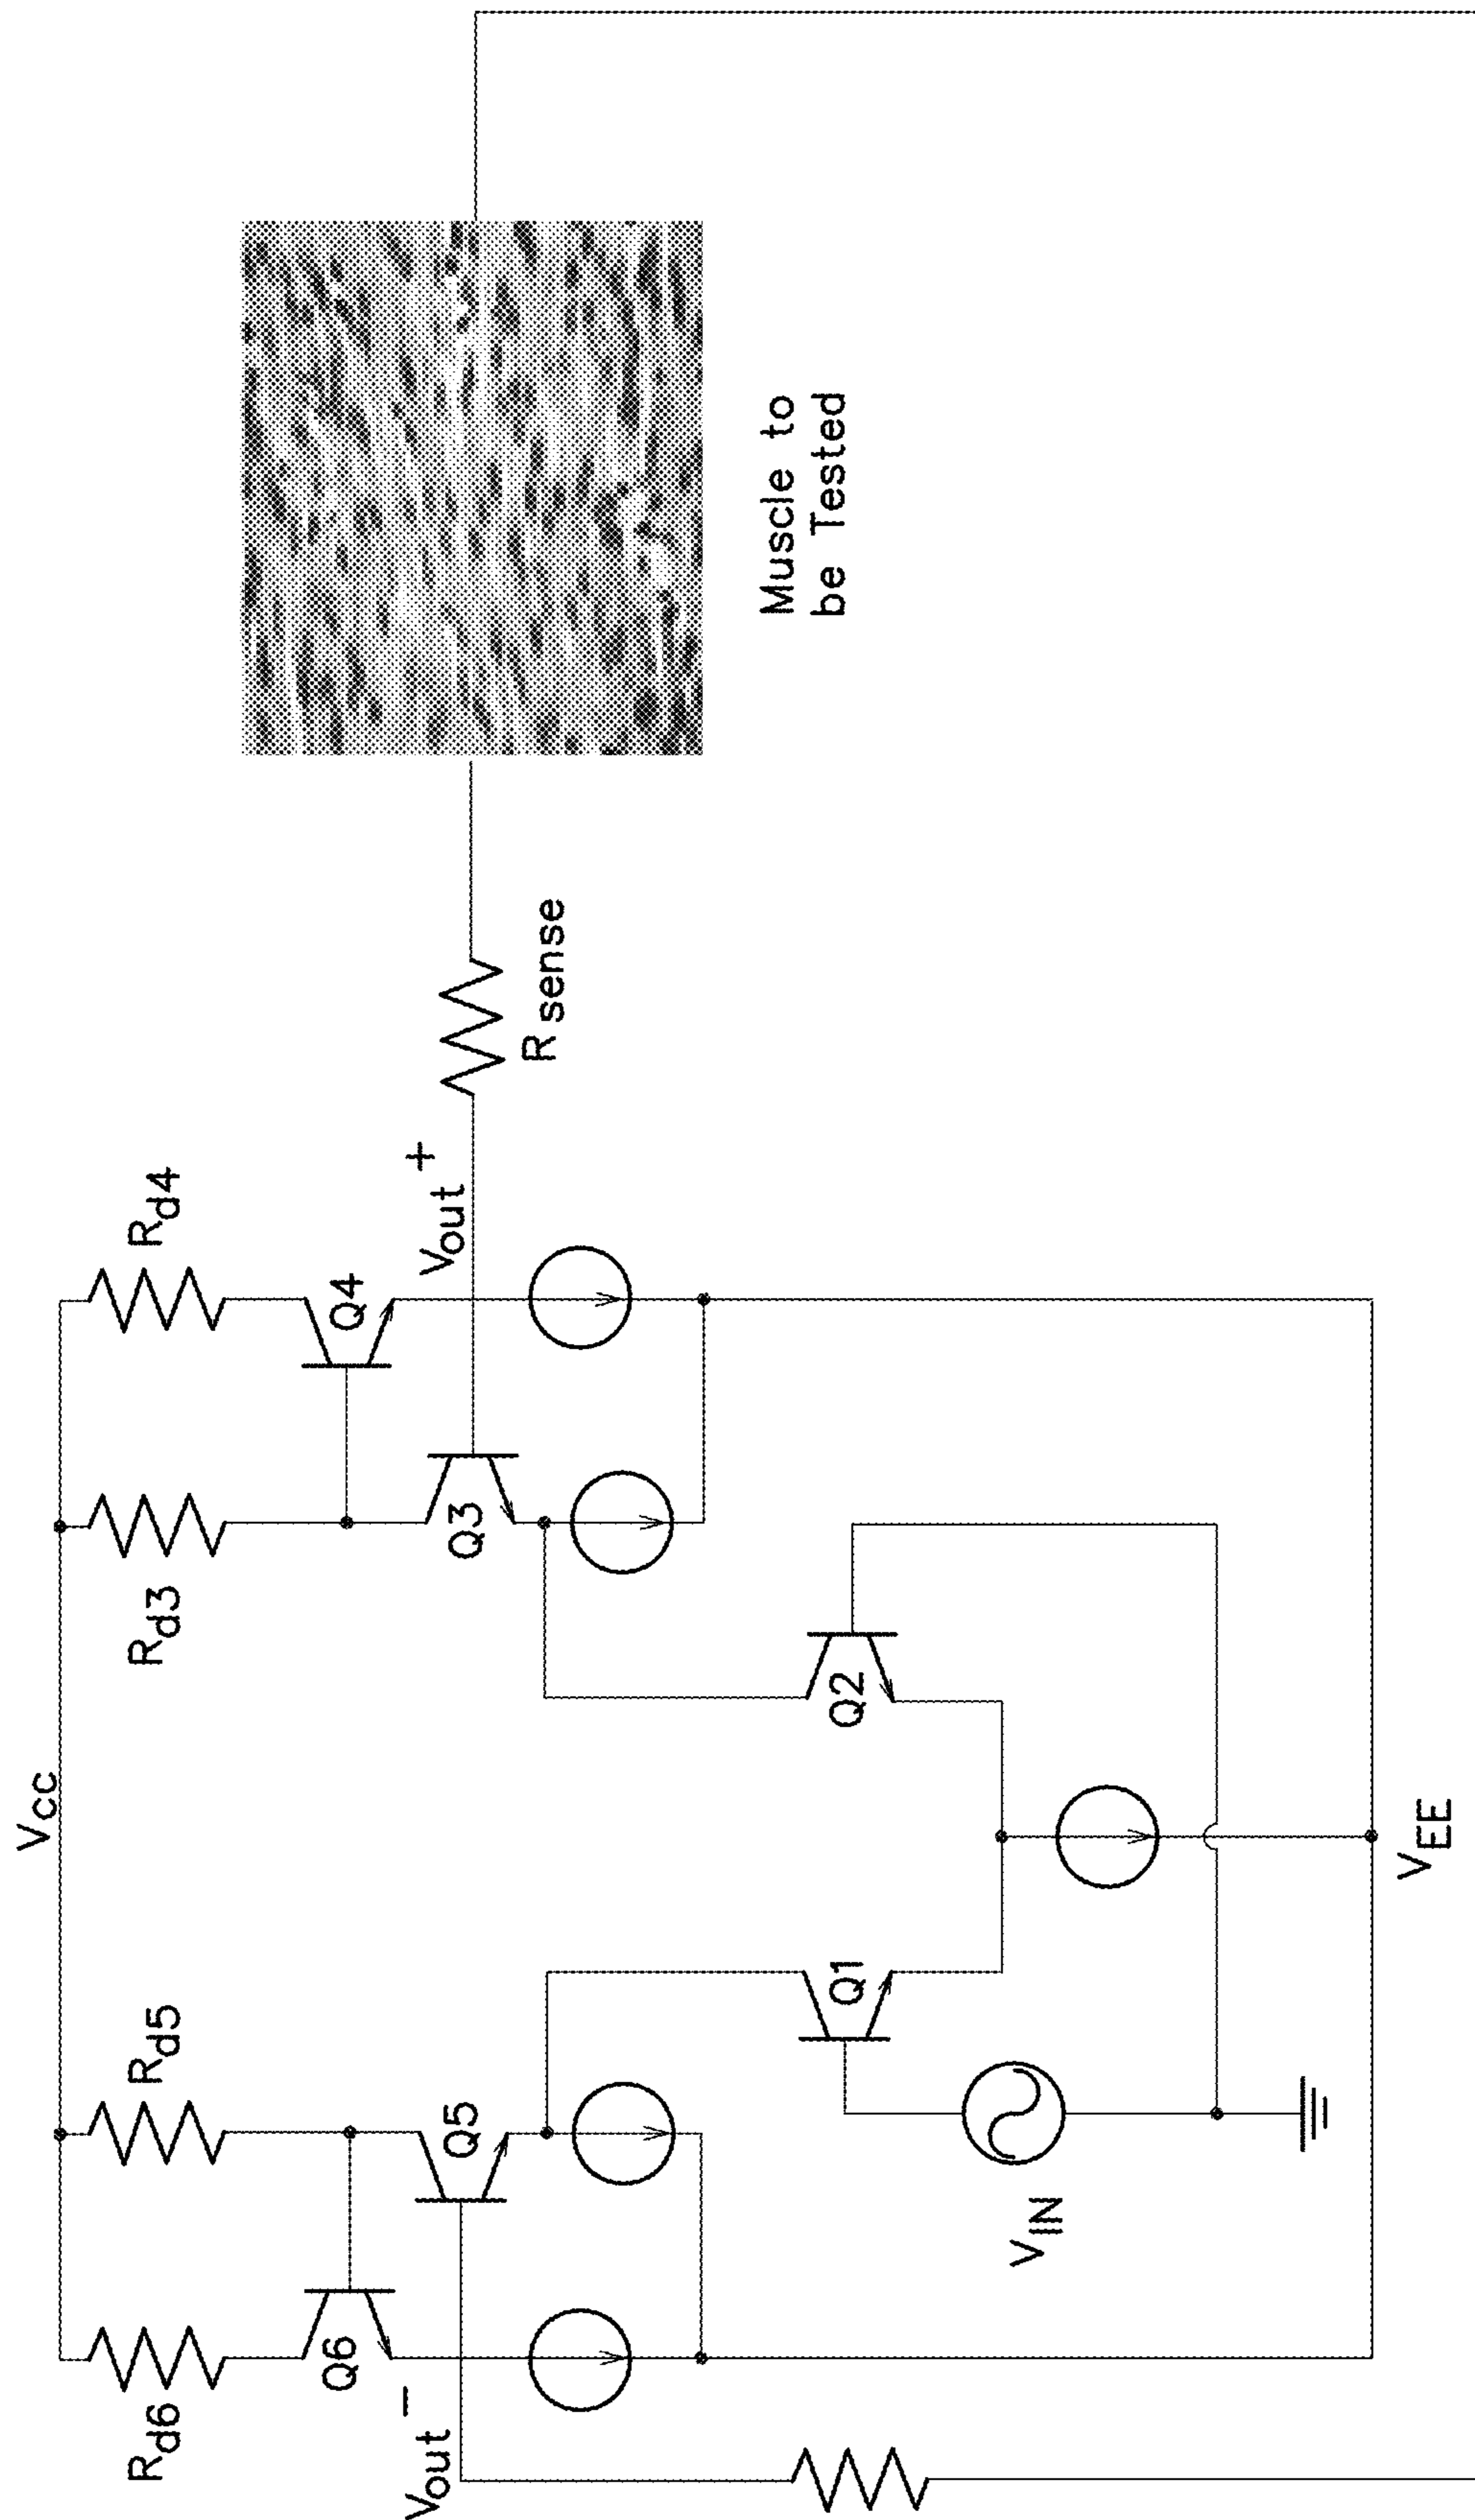 Vcc
Rd6
Rd5
Rd3
Rd4
Q6
Q5
Q3
Q4
Vout-
Vout+
Rsense
Muscle to
be Tested
Q1
Q2
VIN
VEE